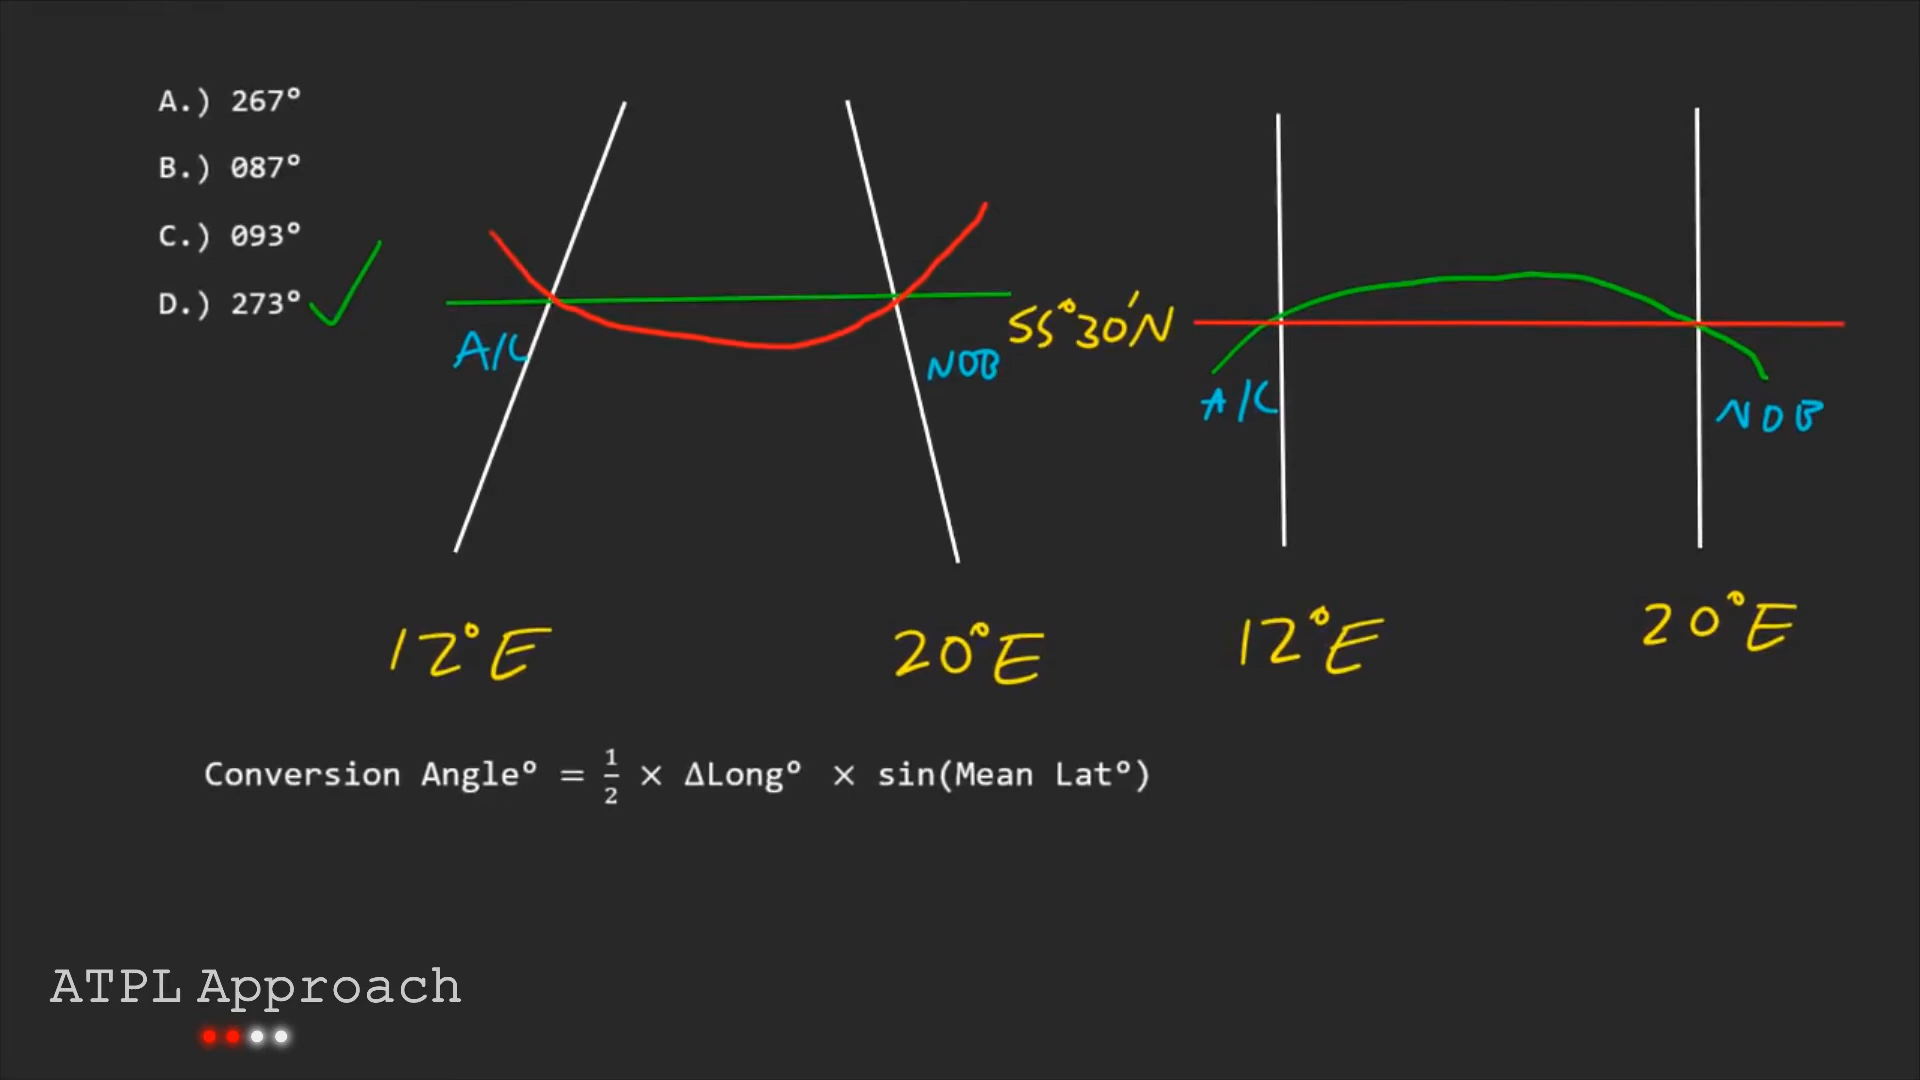 A.) 267°
B.) 087°
C.) 093°
D.) 273°
A/C
NDB
55°30'N
A/C
NDB
12°E
20°E
12°E
20°E
Conversion Angle° = 1/2 × ΔLong° × sin(Mean Lat°)
ATPL Approach